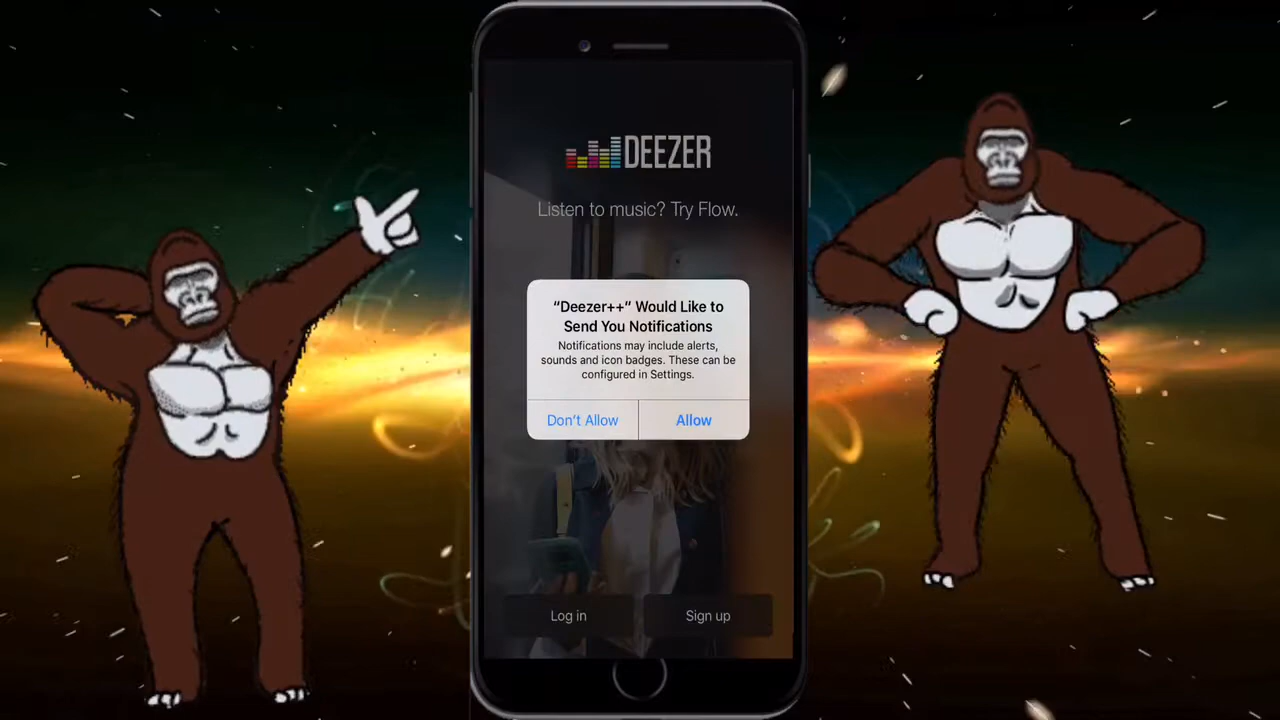 DEEZER
Listen to music? Try Flow.
“Deezer++” Would Like to
Send You Notifications
Notifications may include alerts,
sounds and icon badges. These can be
configured in Settings.
Don’t Allow
Allow
Log in
Sign up